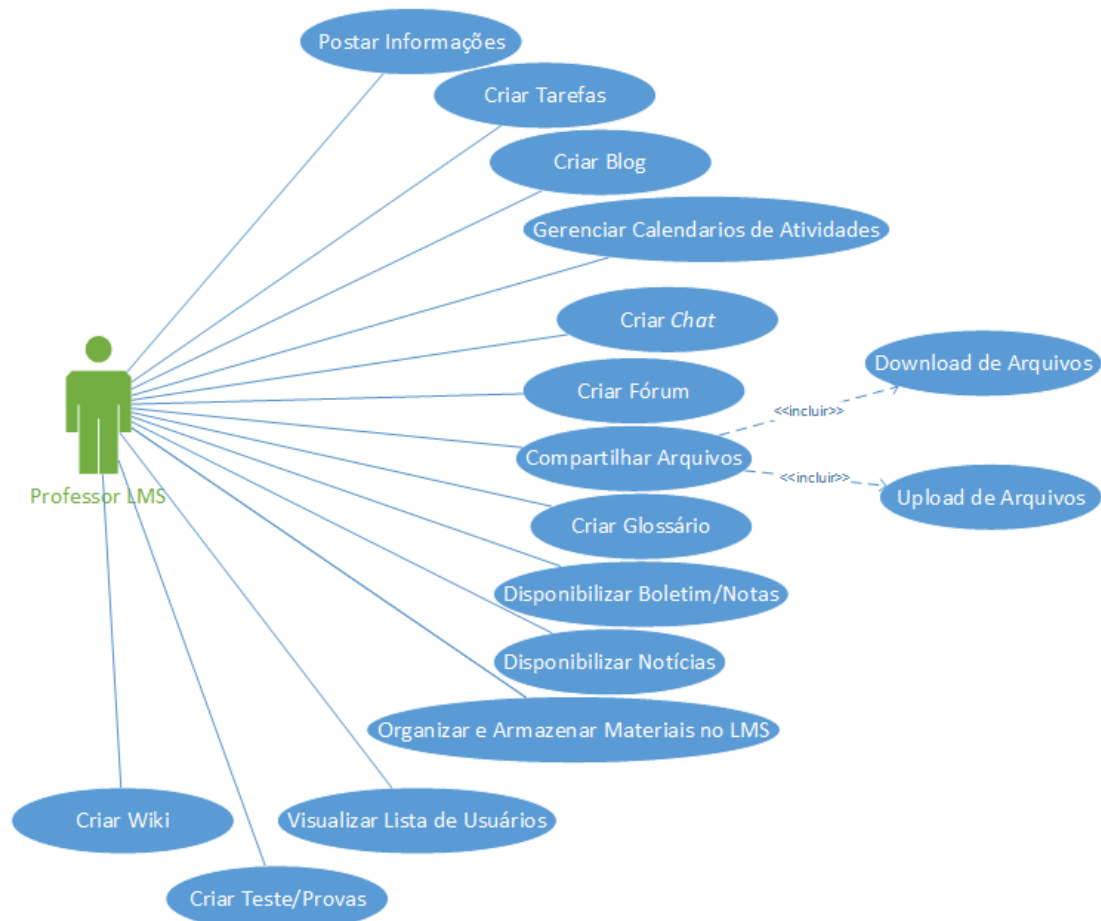 Postar Informações
Criar Tarefas
Criar Blog
Gerenciar Calendarios de Atividades
Criar Chat
Download de Arquivos
Criar Fórum
<<incluir>>
Compartilhar Arquivos
<<incluir>>
Upload de Arquivos
Professor LMS
Criar Glossário
Disponibilizar Boletim/Notas
Disponibilizar Notícias
Organizar e Armazenar Materiais no LMS
Criar Wiki
Visualizar Lista de Usuários
Criar Teste/Provas